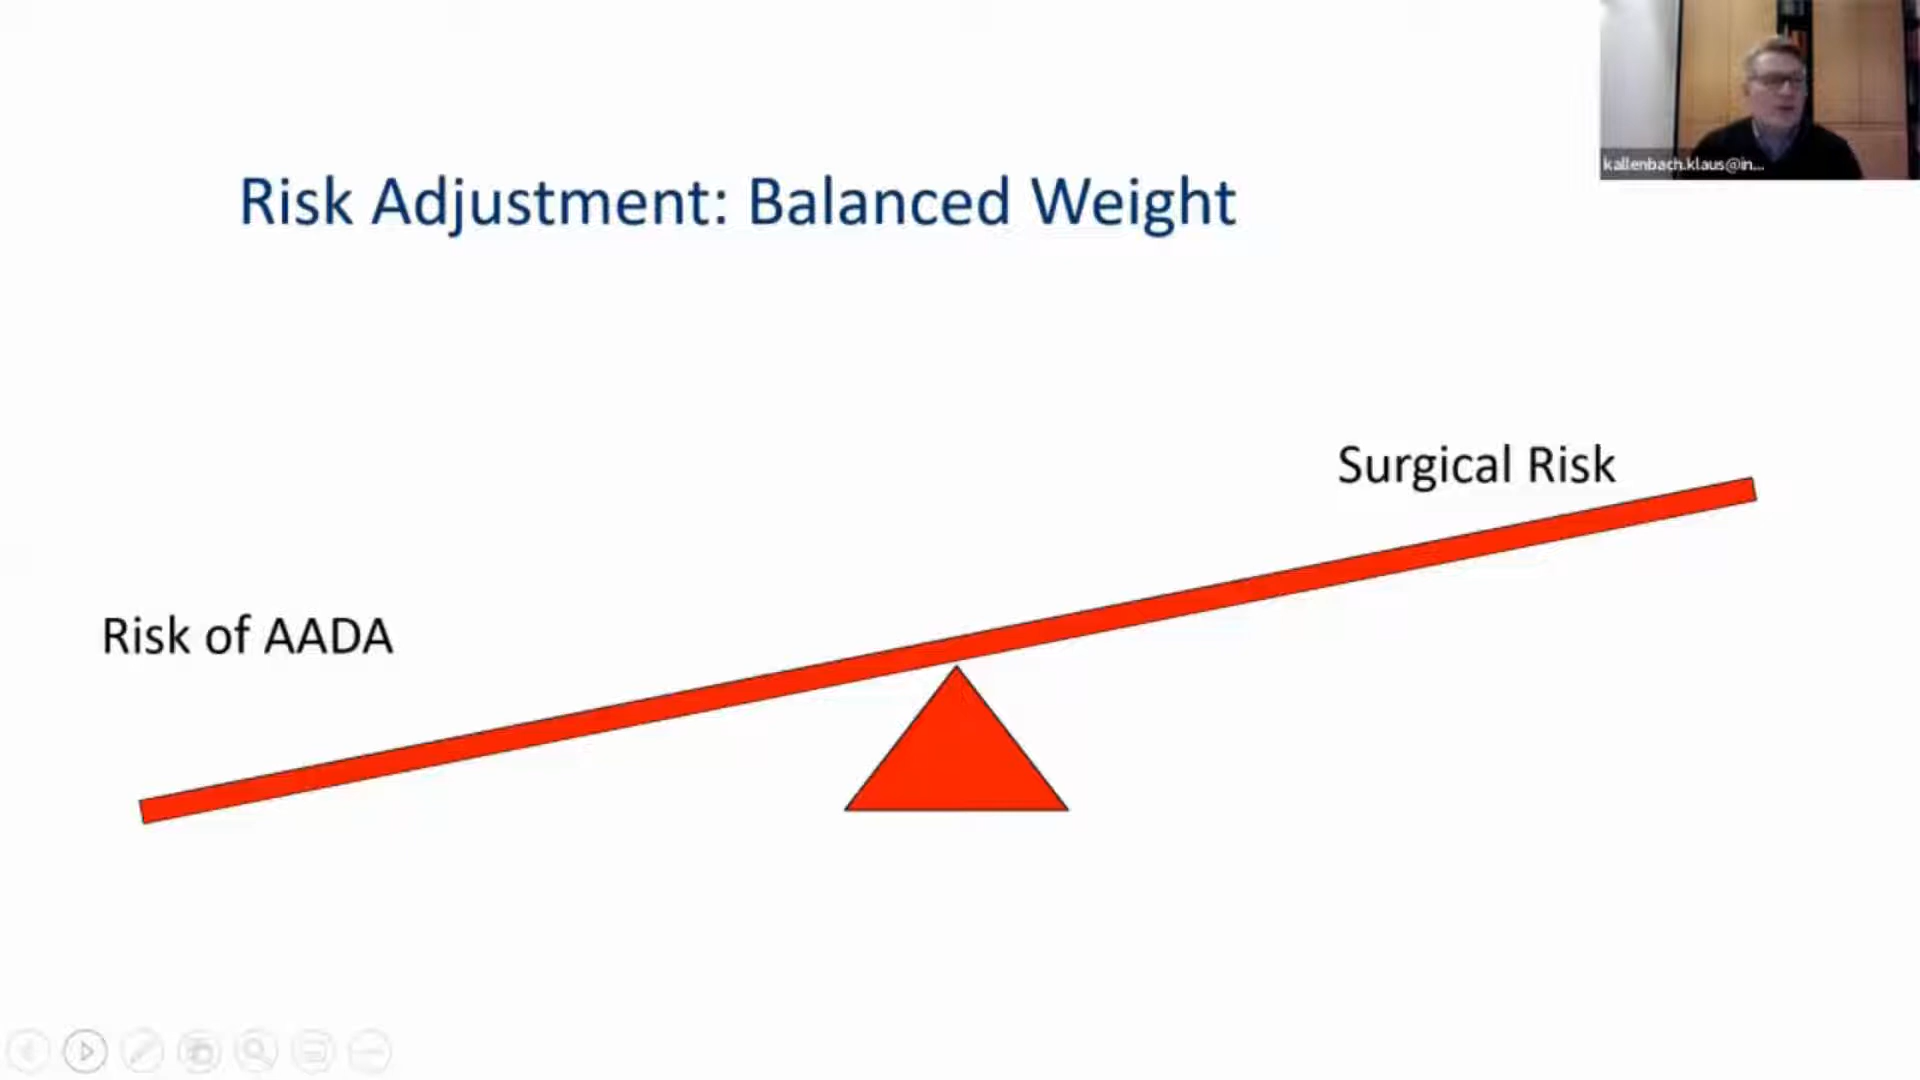 kallenbach.klaus@in...
Risk Adjustment: Balanced Weight
Surgical Risk
Risk of AADA